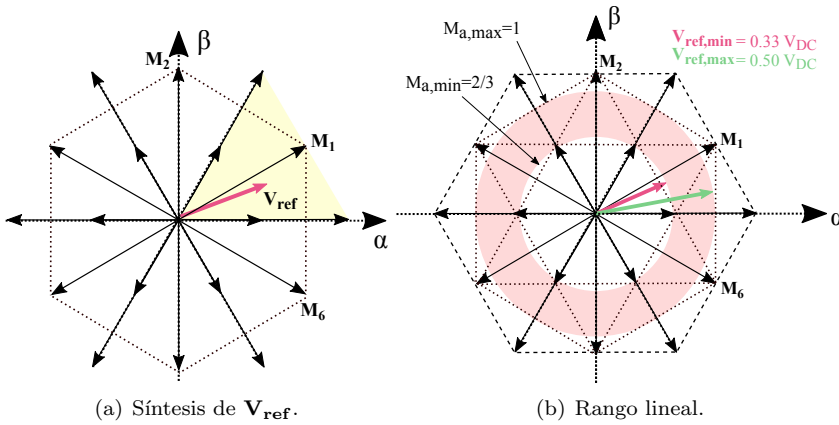 β
M2
M1
Vref
α
M6
(a) Síntesis de Vref.
β
Ma,max=1
Vref,min = 0.33 VDC
Vref,max = 0.50 VDC
M2
Ma,min=2/3
M1
α
M6
(b) Rango lineal.